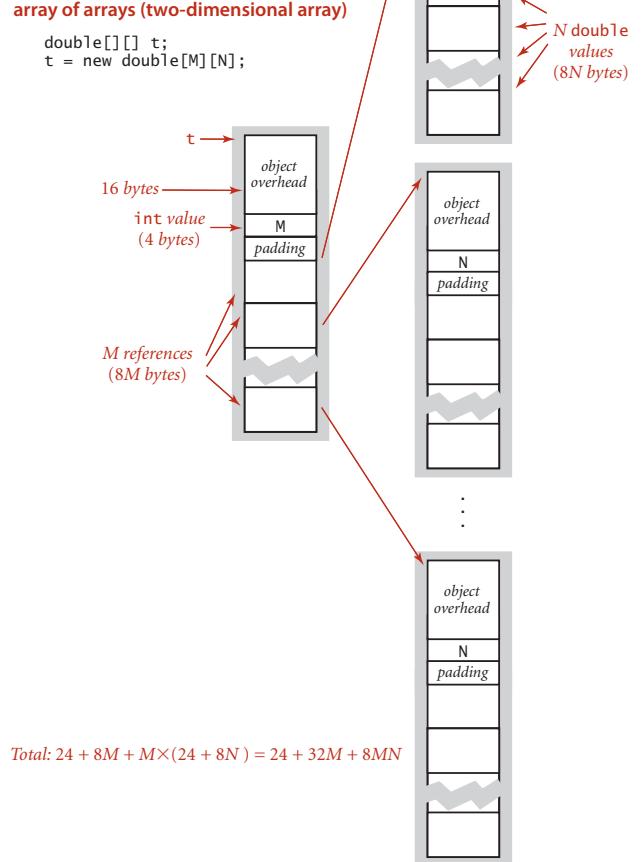 array of arrays (two-dimensional array)
double[][] t;
t = new double[M][N];
N double
values
(8N bytes)
t
object
overhead
16 bytes
int value
(4 bytes)
M
padding
M references
(8M bytes)
object
overhead
N
padding
.
.
.
object
overhead
N
padding
Total: 24 + 8M + M×(24 + 8N ) = 24 + 32M + 8MN